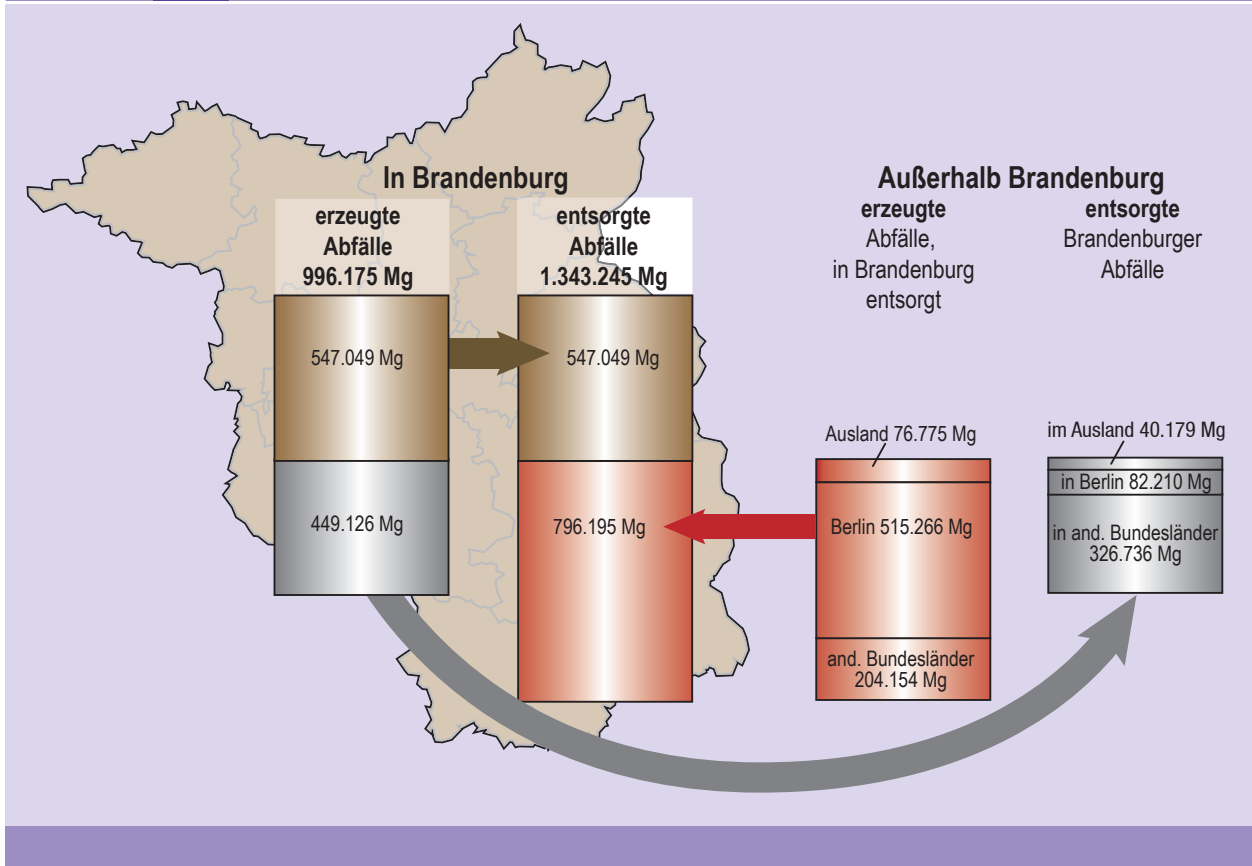 In Brandenburg
erzeugte
Abfälle
996.175 Mg
entsorgte
Abfälle
1.343.245 Mg
547.049 Mg
547.049 Mg
449.126 Mg
796.195 Mg
Außerhalb Brandenburg
erzeugte
Abfälle,
in Brandenburg
entsorgt
entsorgte
Brandenburger
Abfälle
Ausland 76.775 Mg
Berlin 515.266 Mg
and. Bundesländer
204.154 Mg
im Ausland 40.179 Mg
in Berlin 82.210 Mg
in and. Bundesländer
326.736 Mg